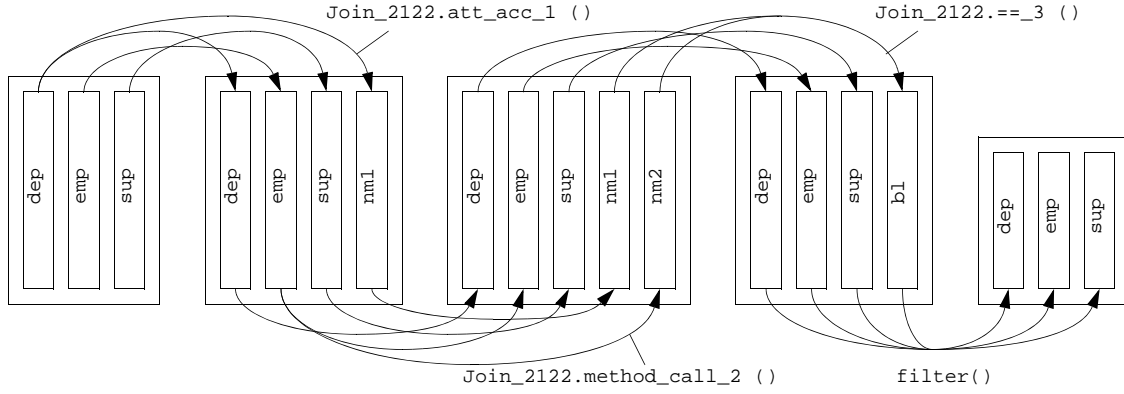 Join_2122.att_acc_1 ()
Join_2122.==_3 ()
dep
emp
sup
dep
emp
sup
nm1
dep
emp
sup
nm1
nm2
dep
emp
sup
bl
dep
emp
sup
Join_2122.method_call_2 ()
filter()